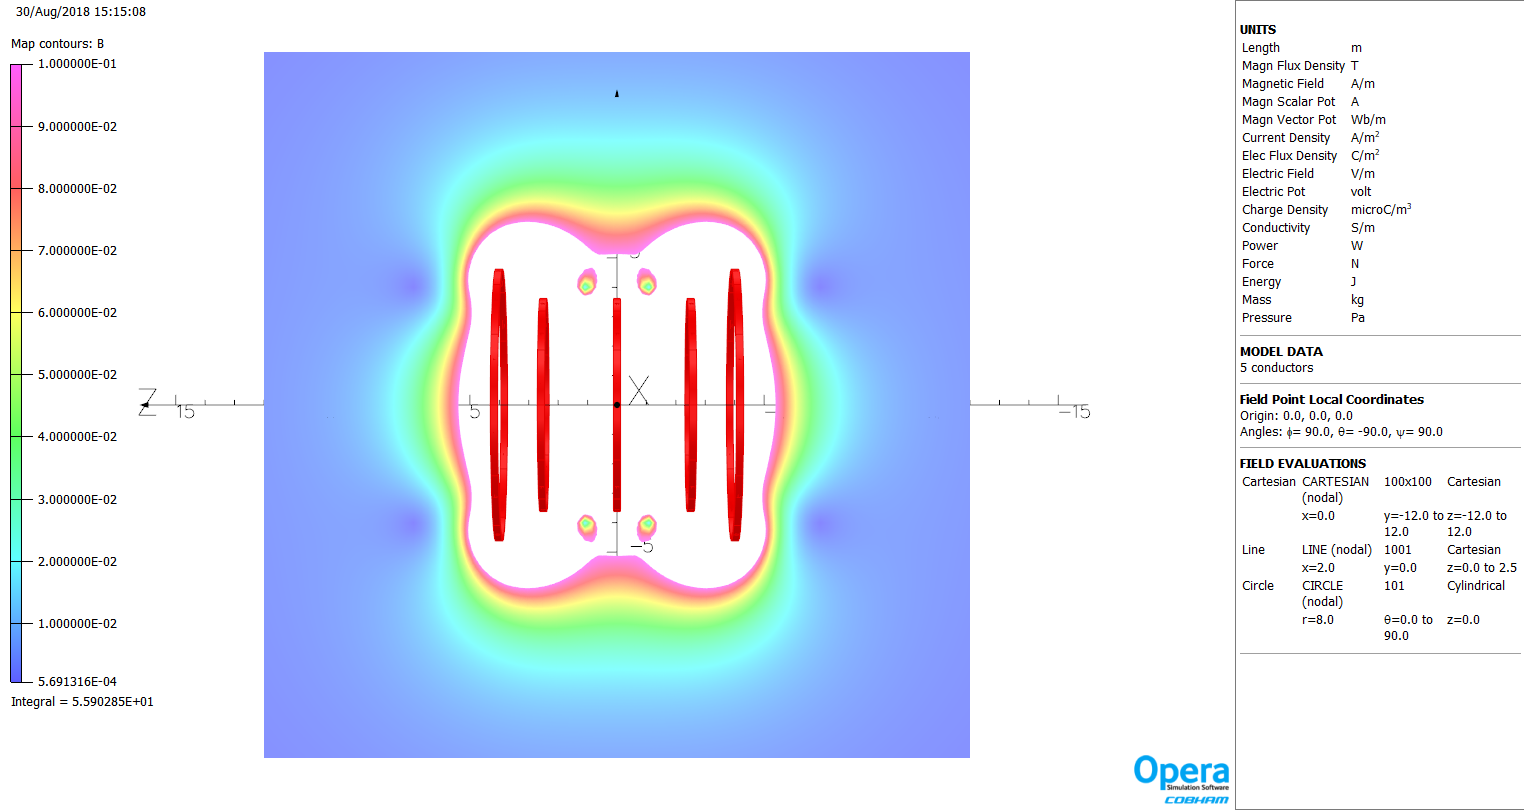 30/Aug/2018 15:15:08
Map contours: B
1.000000E-01
9.000000E-02
8.000000E-02
7.000000E-02
6.000000E-02
5.000000E-02
4.000000E-02
3.000000E-02
2.000000E-02
1.000000E-02
5.691316E-04
Integral = 5.590285E+01
Z
15
5
X
-5
-15
UNITS
Length m
Magn Flux Density T
Magnetic Field A/m
Magn Scalar Pot A
Magn Vector Pot Wb/m
Current Density A/m²
Elec Flux Density C/m²
Electric Field V/m
Electric Pot volt
Charge Density microC/m³
Conductivity S/m
Power W
Force N
Energy J
Mass kg
Pressure Pa
MODEL DATA
5 conductors
Field Point Local Coordinates
Origin: 0.0, 0.0, 0.0
Angles: ϕ= 90.0, θ= -90.0, ψ= 90.0
FIELD EVALUATIONS
Cartesian CARTESIAN 100x100 Cartesian
(nodal)
x=0.0 y=-12.0 to z=-12.0 to
12.0 12.0
Line LINE (nodal) 1001 Cartesian
x=2.0 y=0.0 z=0.0 to 2.5
Circle CIRCLE 101 Cylindrical
(nodal)
r=8.0 θ=0.0 to z=0.0
90.0
Opera
Simulation Software
COBHAM